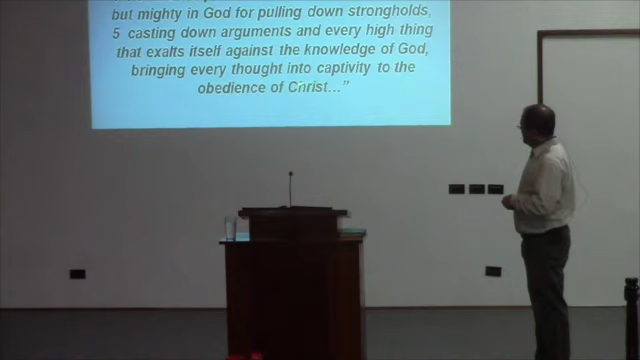 but mighty in God for pulling down strongholds,
5 casting down arguments and every high thing
that exalts itself against the knowledge of God,
bringing every thought into captivity to the
obedience of Christ…”